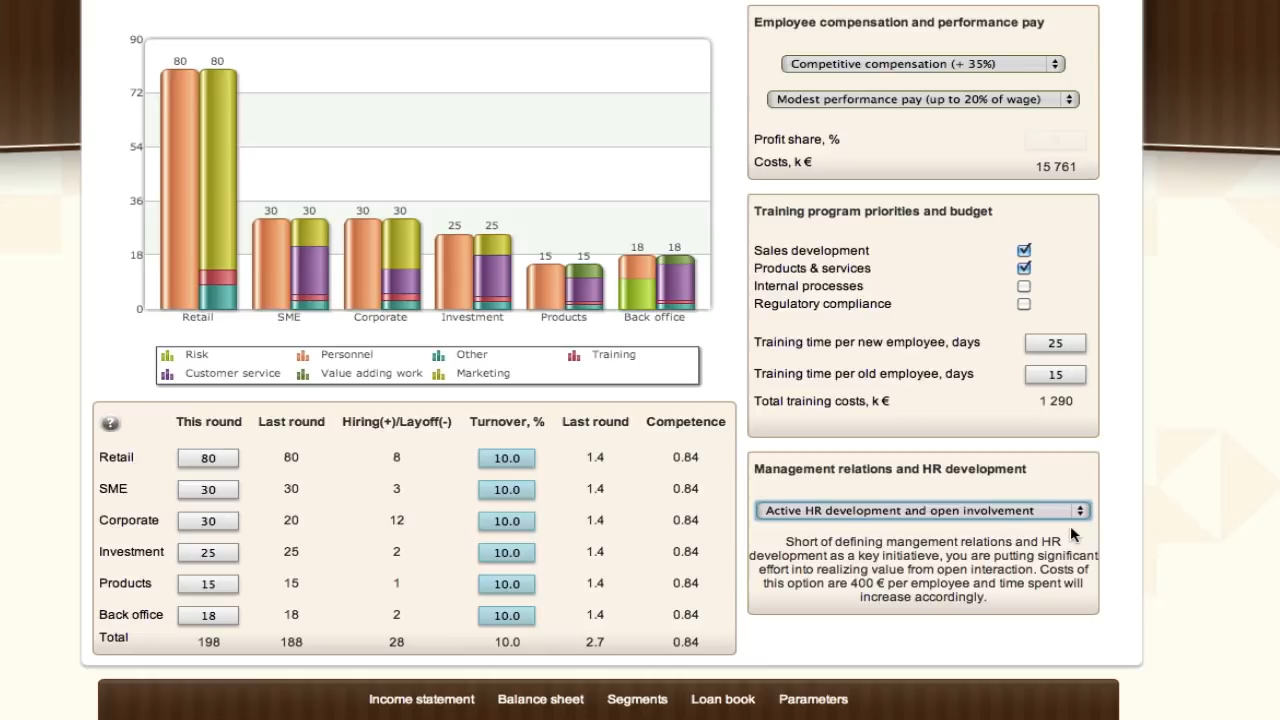 90
72
54
36
18
0
80 80
30 30
30 30
25 25
15 15
18 18
Retail SME Corporate Investment Products Back office
Risk Personnel Other Training
Customer service Value adding work Marketing
? This round Last round Hiring(+)/Layoff(-) Turnover, % Last round Competence
Retail 80 80 8 10.0 1.4 0.84
SME 30 30 3 10.0 1.4 0.84
Corporate 30 20 12 10.0 1.4 0.84
Investment 25 25 2 10.0 1.4 0.84
Products 15 15 1 10.0 1.4 0.84
Back office 18 18 2 10.0 1.4 0.84
Total 198 188 28 10.0 2.7 0.84
Employee compensation and performance pay
Competitive compensation (+ 35%)
Modest performance pay (up to 20% of wage)
Profit share, %
Costs, k € 15 761
Training program priorities and budget
Sales development
Products & services
Internal processes
Regulatory compliance
Training time per new employee, days 25
Training time per old employee, days 15
Total training costs, k € 1 290
Management relations and HR development
Active HR development and open involvement
Short of defining mangement relations and HR
development as a key initiatieve, you are putting significant
effort into realizing value from open interaction. Costs of
this option are 400 € per employee and time spent will
increase accordingly.
Income statement Balance sheet Segments Loan book Parameters